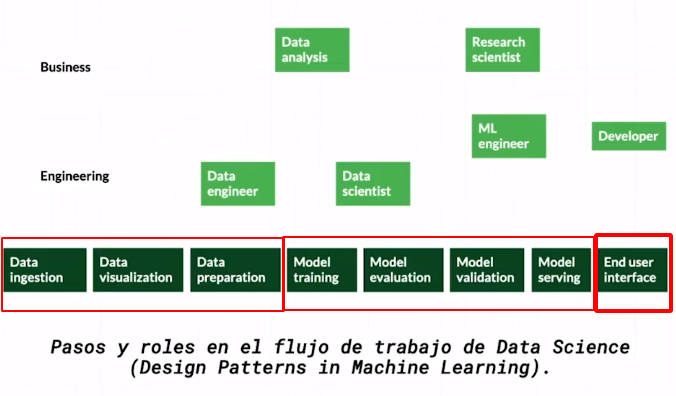 Data
analysis
Research
scientist
Business
ML
engineer
Developer
Engineering
Data
engineer
Data
scientist
Data
ingestion
Data
visualization
Data
preparation
Model
training
Model
evaluation
Model
validation
Model
serving
End user
interface
Pasos y roles en el flujo de trabajo de Data Science
(Design Patterns in Machine Learning).